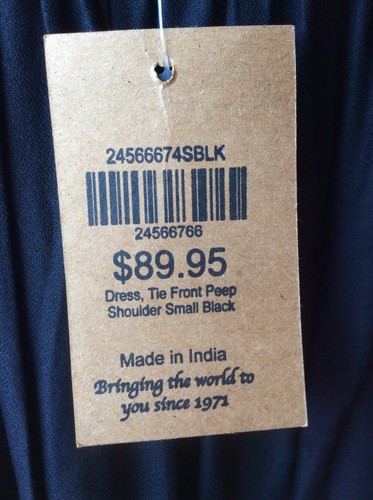 24566674SBLK
24566766
$89.95
Dress, Tie Front Peep
Shoulder Small Black
Made in India
Bringing the world to
you since 1971